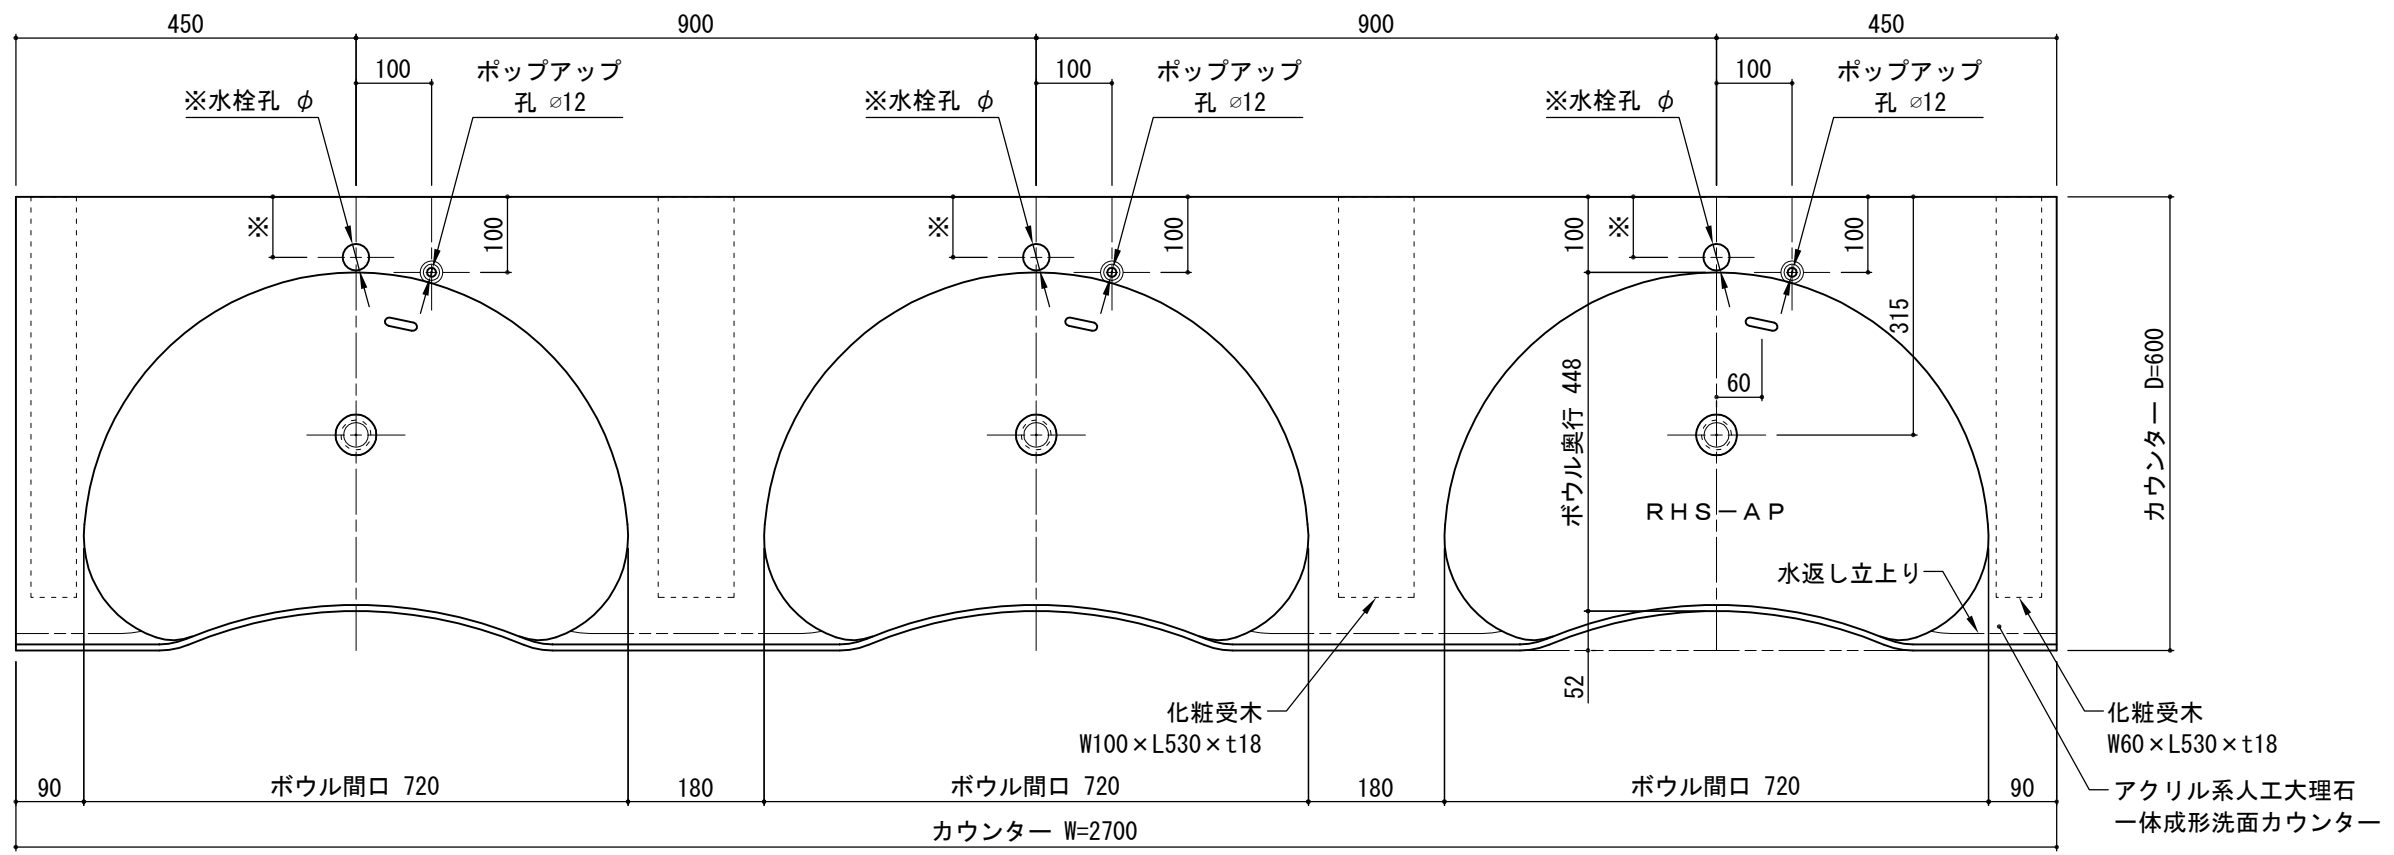 450
900
900
450
100
ポップアップ
孔 ⌀12
※水栓孔 φ
100
ポップアップ
孔 ⌀12
※水栓孔 φ
100
ポップアップ
孔 ⌀12
※水栓孔 φ
※
100
※
100
100
※
100
315
ボウル奥行 448
60
カウンター D=600
RHS-AP
水返し立上り
52
化粧受木
W100×L530×t18
化粧受木
W60×L530×t18
90
ボウル間口 720
180
ボウル間口 720
180
ボウル間口 720
90
アクリル系人工大理石
一体成形洗面カウンター
カウンター W=2700